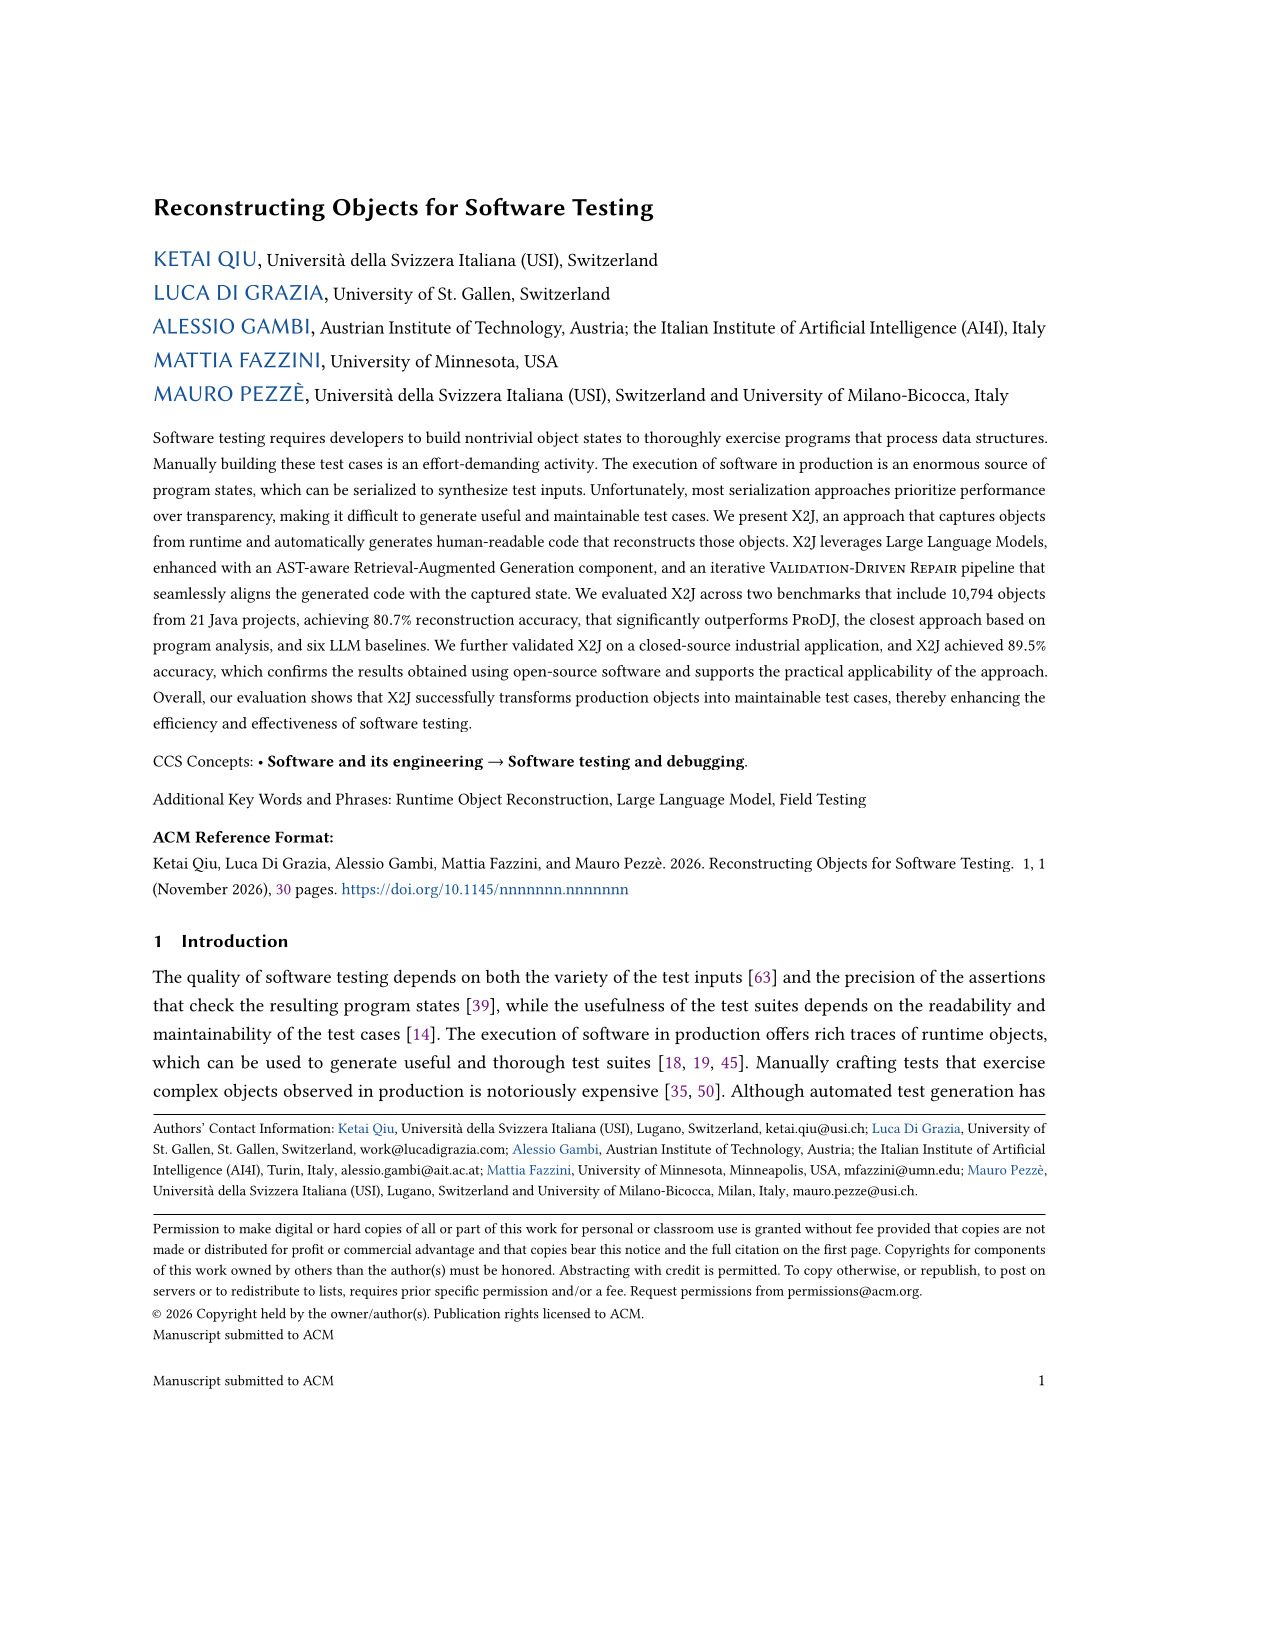 Reconstructing Objects for Software Testing
KETAI QIU, Università della Svizzera Italiana (USI), Switzerland
LUCA DI GRAZIA, University of St. Gallen, Switzerland
ALESSIO GAMBI, Austrian Institute of Technology, Austria; the Italian Institute of Artificial Intelligence (AI4I), Italy
MATTIA FAZZINI, University of Minnesota, USA
MAURO PEZZÈ, Università della Svizzera Italiana (USI), Switzerland and University of Milano-Bicocca, Italy
Software testing requires developers to build nontrivial object states to thoroughly exercise programs that process data structures.
Manually building these test cases is an effort-demanding activity. The execution of software in production is an enormous source of
program states, which can be serialized to synthesize test inputs. Unfortunately, most serialization approaches prioritize performance
over transparency, making it difficult to generate useful and maintainable test cases. We present X2J, an approach that captures objects
from runtime and automatically generates human-readable code that reconstructs those objects. X2J leverages Large Language Models,
enhanced with an AST-aware Retrieval-Augmented Generation component, and an iterative Validation-Driven Repair pipeline that
seamlessly aligns the generated code with the captured state. We evaluated X2J across two benchmarks that include 10,794 objects
from 21 Java projects, achieving 80.7% reconstruction accuracy, that significantly outperforms ProDJ, the closest approach based on
program analysis, and six LLM baselines. We further validated X2J on a closed-source industrial application, and X2J achieved 89.5%
accuracy, which confirms the results obtained using open-source software and supports the practical applicability of the approach.
Overall, our evaluation shows that X2J successfully transforms production objects into maintainable test cases, thereby enhancing the
efficiency and effectiveness of software testing.
CCS Concepts: • Software and its engineering → Software testing and debugging.
Additional Key Words and Phrases: Runtime Object Reconstruction, Large Language Model, Field Testing
ACM Reference Format:
Ketai Qiu, Luca Di Grazia, Alessio Gambi, Mattia Fazzini, and Mauro Pezzè. 2026. Reconstructing Objects for Software Testing. 1, 1
(November 2026), 30 pages. https://doi.org/10.1145/nnnnnnn.nnnnnnn
1 Introduction
The quality of software testing depends on both the variety of the test inputs [63] and the precision of the assertions
that check the resulting program states [39], while the usefulness of the test suites depends on the readability and
maintainability of the test cases [14]. The execution of software in production offers rich traces of runtime objects,
which can be used to generate useful and thorough test suites [18, 19, 45]. Manually crafting tests that exercise
complex objects observed in production is notoriously expensive [35, 50]. Although automated test generation has
Authors' Contact Information: Ketai Qiu, Università della Svizzera Italiana (USI), Lugano, Switzerland, ketai.qiu@usi.ch; Luca Di Grazia, University of
St. Gallen, St. Gallen, Switzerland, work@lucadigrazia.com; Alessio Gambi, Austrian Institute of Technology, Austria; the Italian Institute of Artificial
Intelligence (AI4I), Turin, Italy, alessio.gambi@ait.ac.at; Mattia Fazzini, University of Minnesota, Minneapolis, USA, mfazzini@umn.edu; Mauro Pezzè,
Università della Svizzera Italiana (USI), Lugano, Switzerland and University of Milano-Bicocca, Milan, Italy, mauro.pezze@usi.ch.
Permission to make digital or hard copies of all or part of this work for personal or classroom use is granted without fee provided that copies are not
made or distributed for profit or commercial advantage and that copies bear this notice and the full citation on the first page. Copyrights for components
of this work owned by others than the author(s) must be honored. Abstracting with credit is permitted. To copy otherwise, or republish, to post on
servers or to redistribute to lists, requires prior specific permission and/or a fee. Request permissions from permissions@acm.org.
© 2026 Copyright held by the owner/author(s). Publication rights licensed to ACM.
Manuscript submitted to ACM
Manuscript submitted to ACM 1